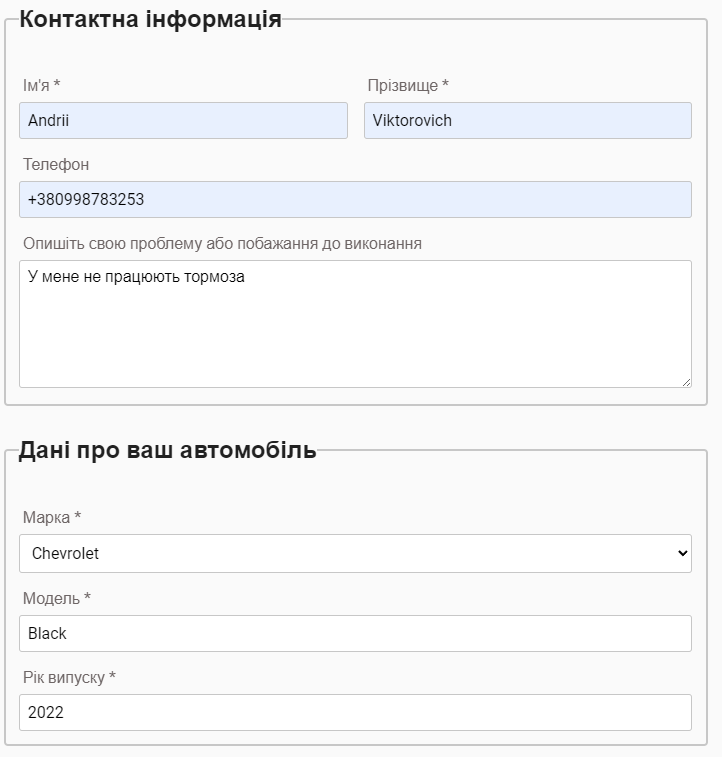 Контактна інформація
Ім'я * Прізвище *
Andrii Viktorovich
Телефон
+380998783253
Опишіть свою проблему або побажання до виконання
У мене не працюють тормоза
Дані про ваш автомобіль
Марка *
Chevrolet
Модель *
Black
Рік випуску *
2022